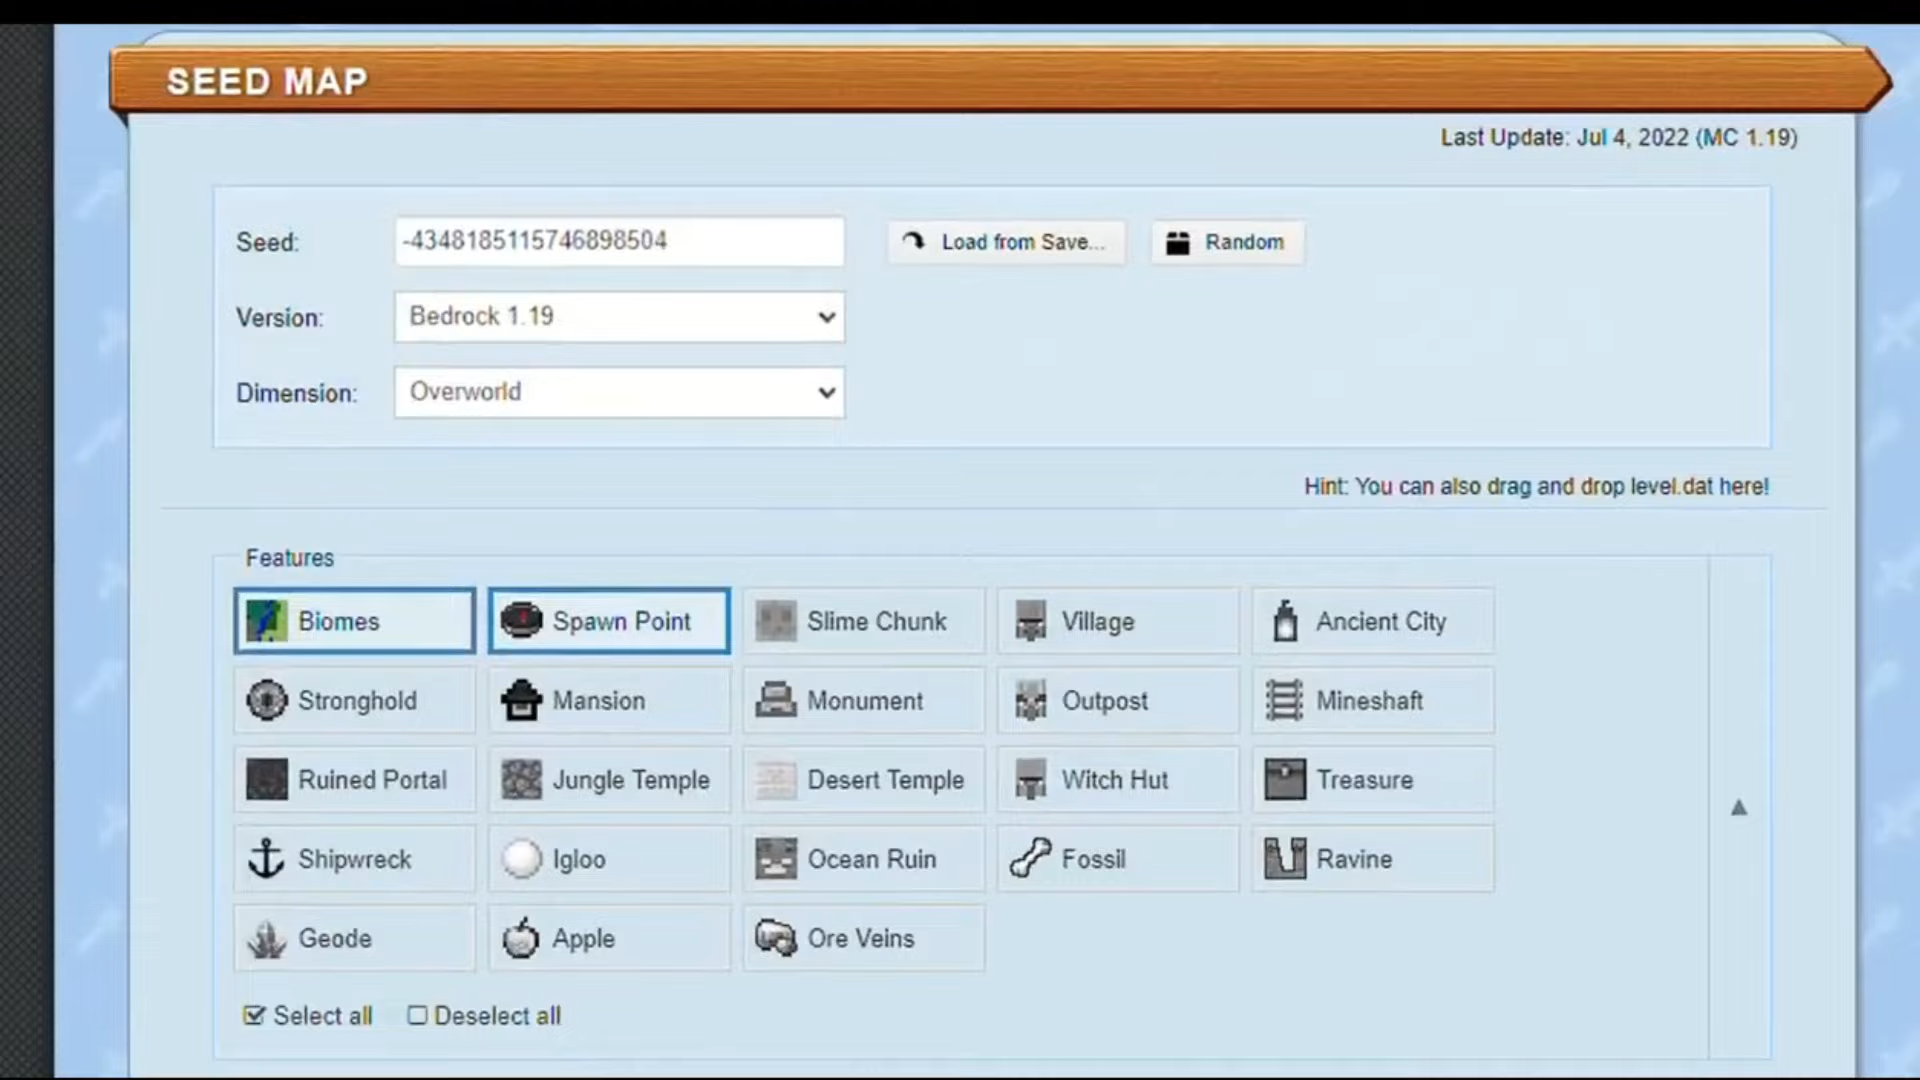 SEED MAP
Last Update: Jul 4, 2022 (MC 1.19)
Seed: -4348185115746898504 Load from Save... Random
Version: Bedrock 1.19
Dimension: Overworld
Hint: You can also drag and drop level.dat here!
Features
Biomes Spawn Point Slime Chunk Village Ancient City
Stronghold Mansion Monument Outpost Mineshaft
Ruined Portal Jungle Temple Desert Temple Witch Hut Treasure
Shipwreck Igloo Ocean Ruin Fossil Ravine
Geode Apple Ore Veins
Select all Deselect all